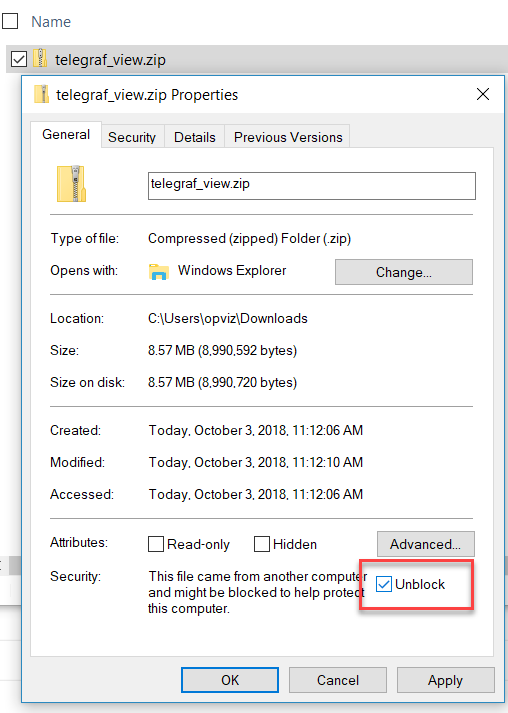 Name
telegraf_view.zip
telegraf_view.zip Properties
General Security Details Previous Versions
telegraf_view.zip
Type of file: Compressed (zipped) Folder (.zip)
Opens with: Windows Explorer Change...
Location: C:\Users\opviz\Downloads
Size: 8.57 MB (8,990,592 bytes)
Size on disk: 8.57 MB (8,990,720 bytes)
Created: Today, October 3, 2018, 11:12:06 AM
Modified: Today, October 3, 2018, 11:12:10 AM
Accessed: Today, October 3, 2018, 11:12:06 AM
Attributes: Read-only Hidden Advanced...
Security: This file came from another computer
and might be blocked to help protect
this computer.
Unblock
OK Cancel Apply